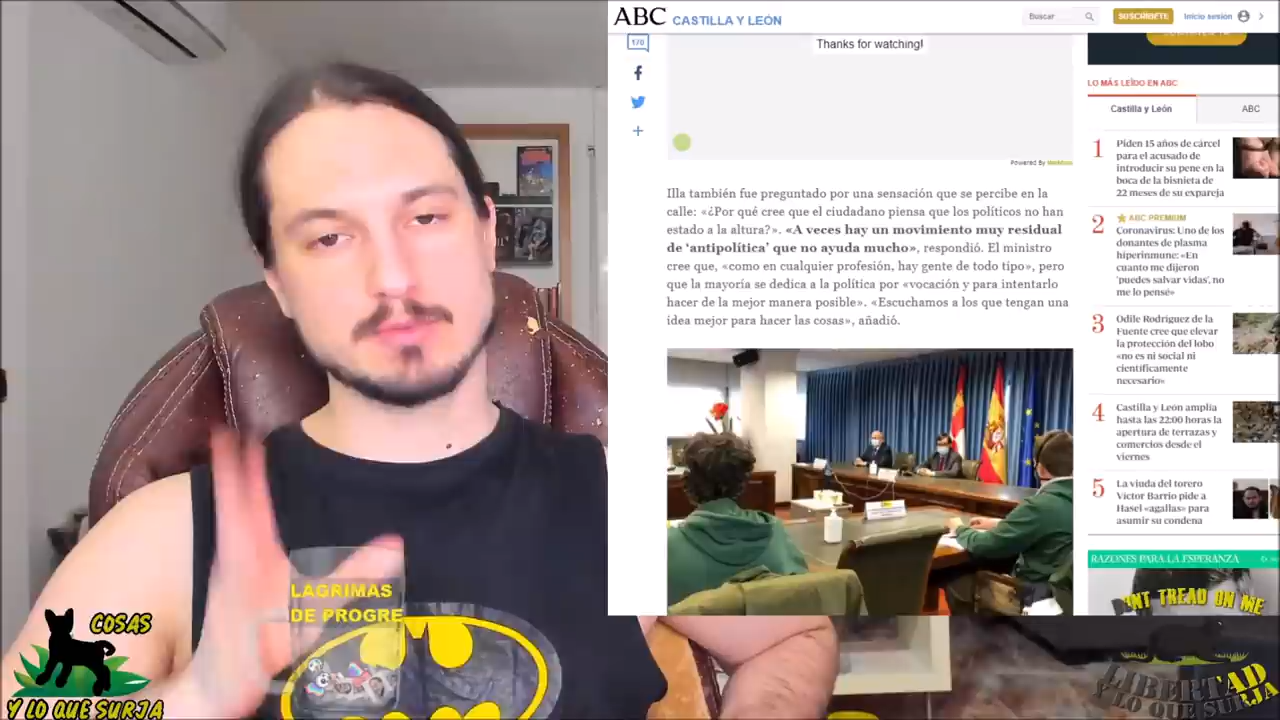 ABC CASTILLA Y LEÓN
Buscar
SUSCRÍBETE
Inicio sesión
170
Thanks for watching!
Powered By
Illa también fue preguntado por una sensación que se percibe en la
calle: «¿Por qué cree que el ciudadano piensa que los políticos no han
estado a la altura?». «A veces hay un movimiento muy residual
de ‘antipolítica’ que no ayuda mucho», respondió. El ministro
cree que, «como en cualquier profesión, hay gente de todo tipo», pero
que la mayoría se dedica a la política por «vocación y para intentarlo
hacer de la mejor manera posible». «Escuchamos a los que tengan una
idea mejor para hacer las cosas», añadió.
LO MÁS LEÍDO EN ABC
Castilla y León
ABC
1
Piden 15 años de cárcel
para el acusado de
introducir su pene en la
boca de la bisnieta de
22 meses de su expareja
2
ABC PREMIUM
Coronavirus: Uno de los
donantes de plasma
hiperinmune: «En
cuanto me dijeron
'puedes salvar vidas', no
me lo pensé»
3
Odile Rodríguez de la
Fuente cree que elevar
la protección del lobo
«no es ni social ni
científicamente
necesario»
4
Castilla y León amplía
hasta las 22:00 horas la
apertura de terrazas y
comercios desde el
viernes
5
La viuda del torero
Víctor Barrio pide a
Hasel «agallas» para
asumir su condena
RAZONES PARA LA ESPERANZA
LAGRIMAS
DE PROGRE
COSAS
Y LO QUE SURJA
ONT TREAD ON ME
LIBERTAD
Y LO QUE SURJA